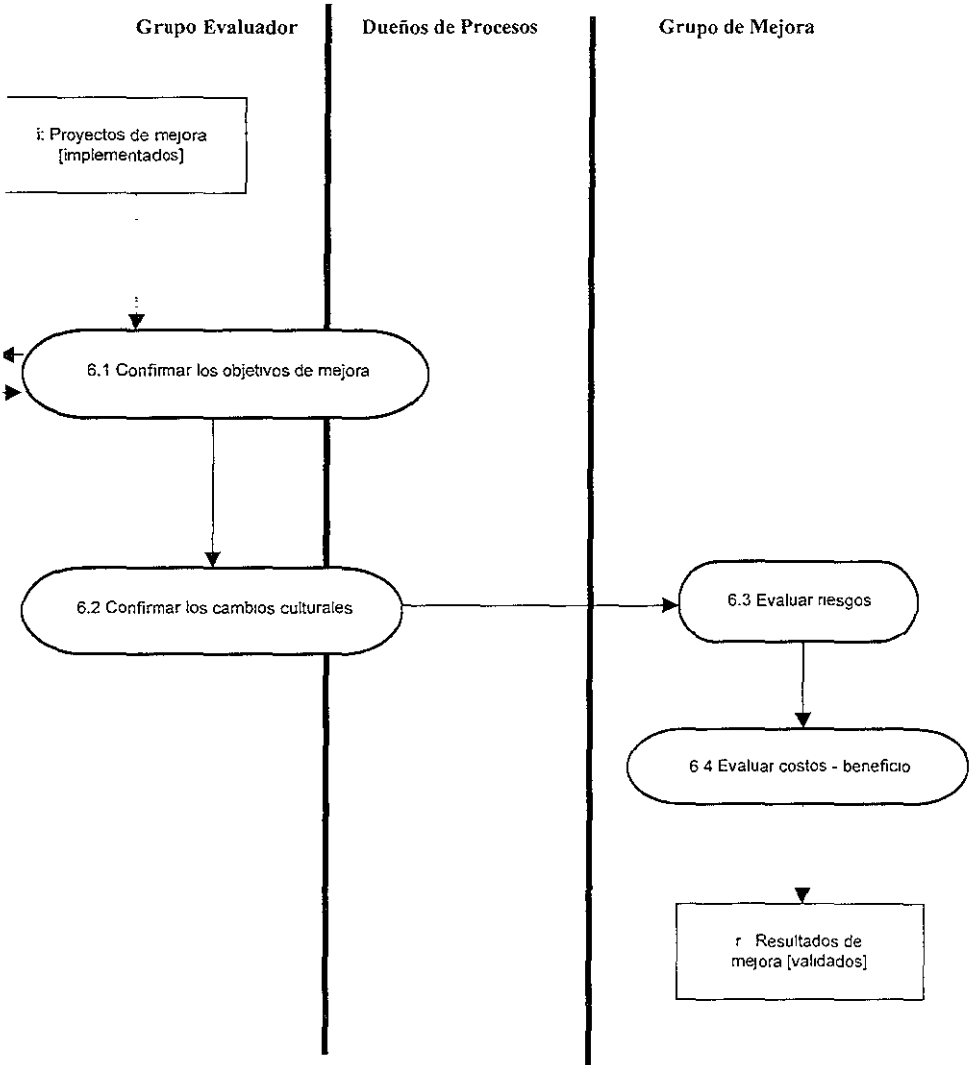 Grupo Evaluador
Dueños de Procesos
Grupo de Mejora
i: Proyectos de mejora
[implementados]
6.1 Confirmar los objetivos de mejora
6.2 Confirmar los cambios culturales
6.3 Evaluar riesgos
6 4 Evaluar costos - beneficio
r Resultados de
mejora [validados]